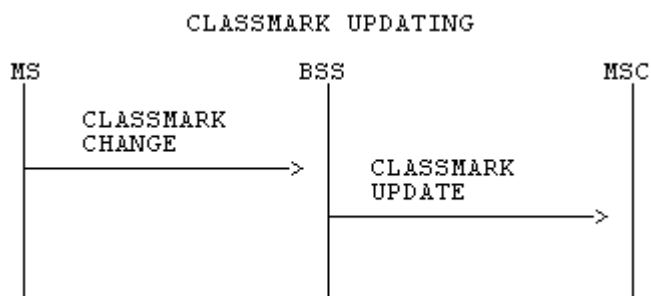 CLASSMARK UPDATING
MS BSS MSC
CLASSMARK
CHANGE
CLASSMARK
UPDATE